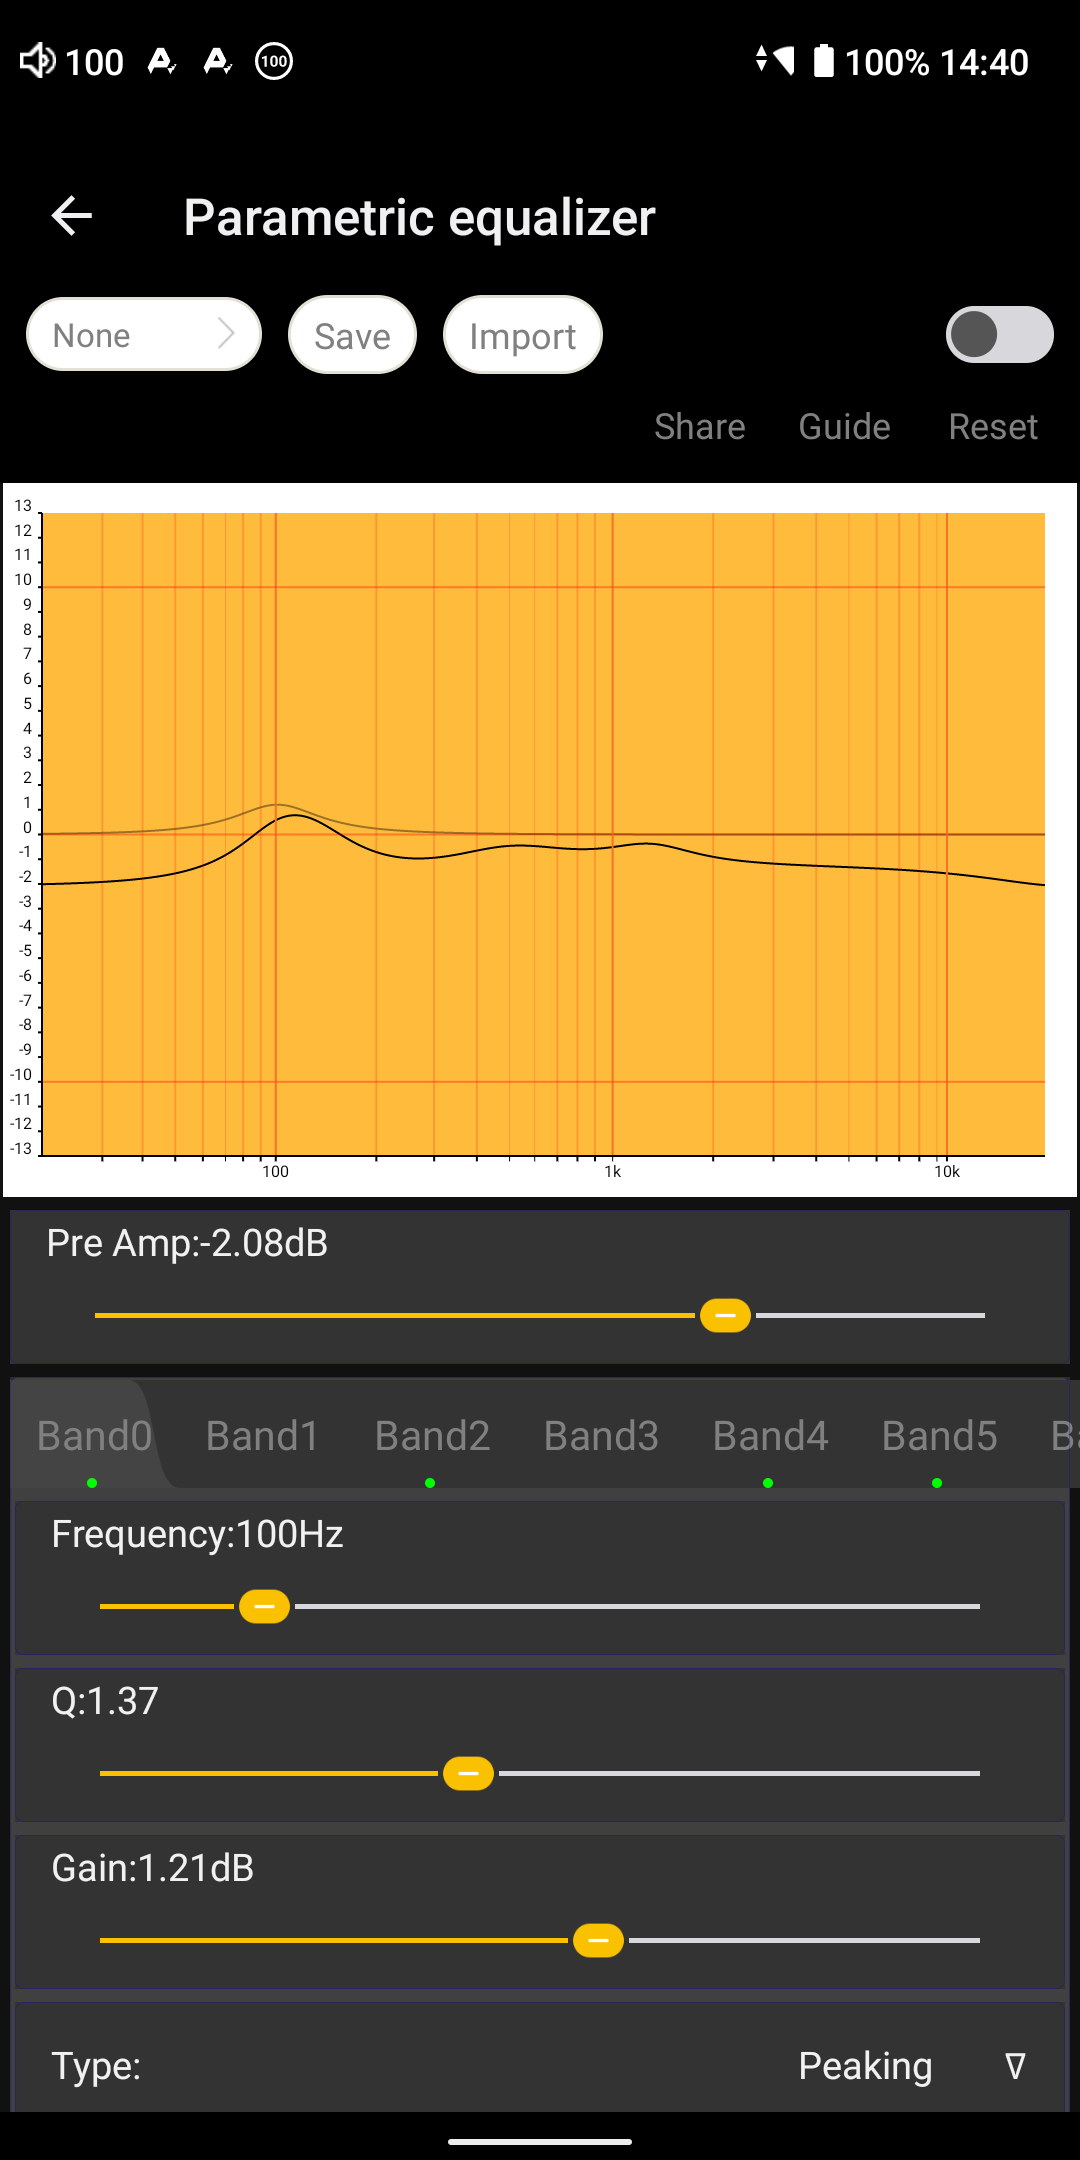 100 100 100% 14:40
Parametric equalizer
None Save Import
Share Guide Reset
13
12
11
10
9
8
7
6
5
4
3
2
1
0
-1
-2
-3
-4
-5
-6
-7
-8
-9
-10
-11
-12
-13
100 1k 10k
Pre Amp:-2.08dB
Band0 Band1 Band2 Band3 Band4 Band5
Frequency:100Hz
Q:1.37
Gain:1.21dB
Type: Peaking